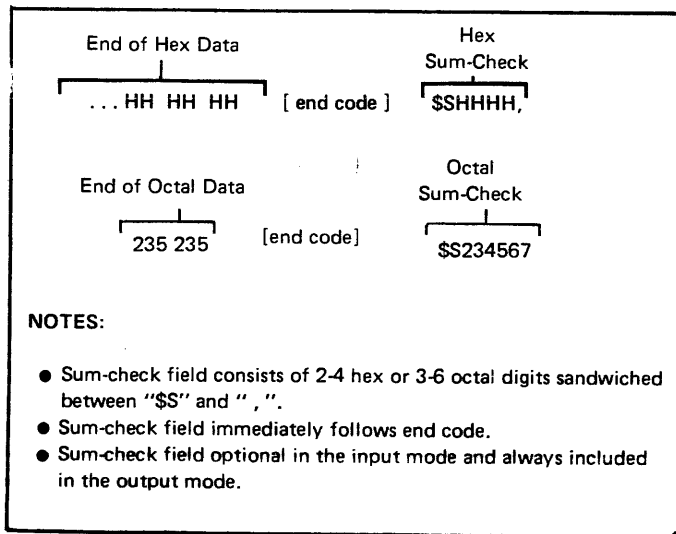 End of Hex Data
Hex
Sum-Check
. . . HH HH HH [ end code ] $SHHHH,
End of Octal Data
Octal
Sum-Check
235 235 [end code] $S234567
NOTES:
● Sum-check field consists of 2-4 hex or 3-6 octal digits sandwiched
between "$S" and " , ".
● Sum-check field immediately follows end code.
● Sum-check field optional in the input mode and always included
in the output mode.